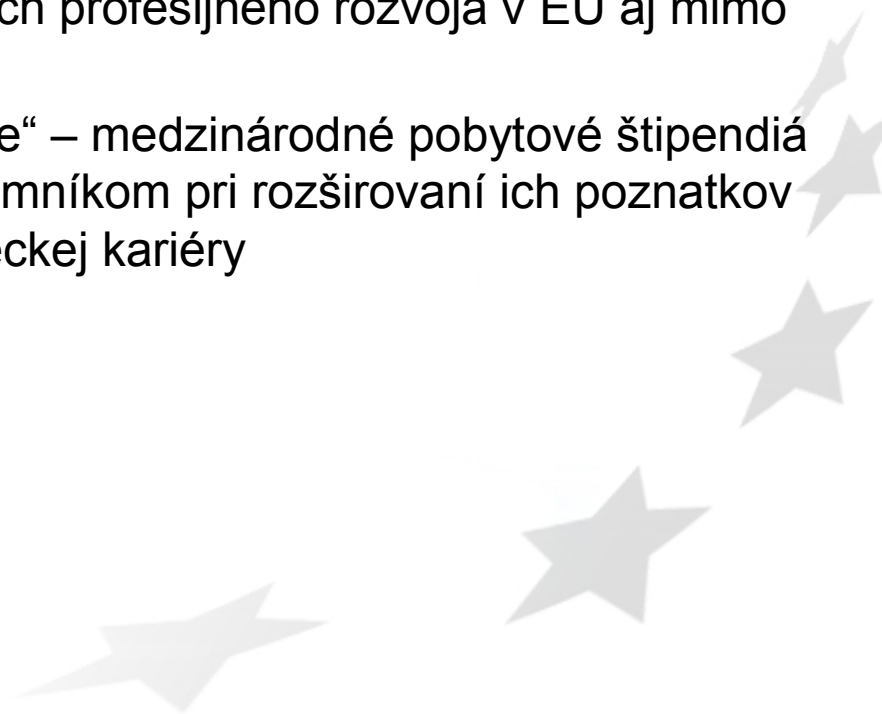 ch profesijného rozvoja v EÚ aj mimo
e“ – medzinárodné pobytové štipendiá
mníkom pri rozširovaní ich poznatkov
eckej kariéry